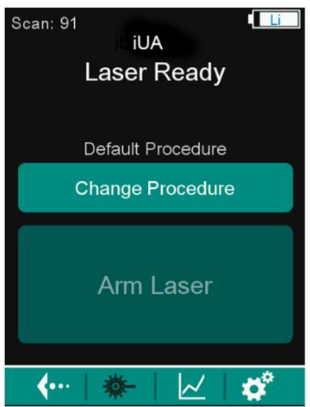 Scan: 91
Li
iUA
Laser Ready
Default Procedure
Change Procedure
Arm Laser